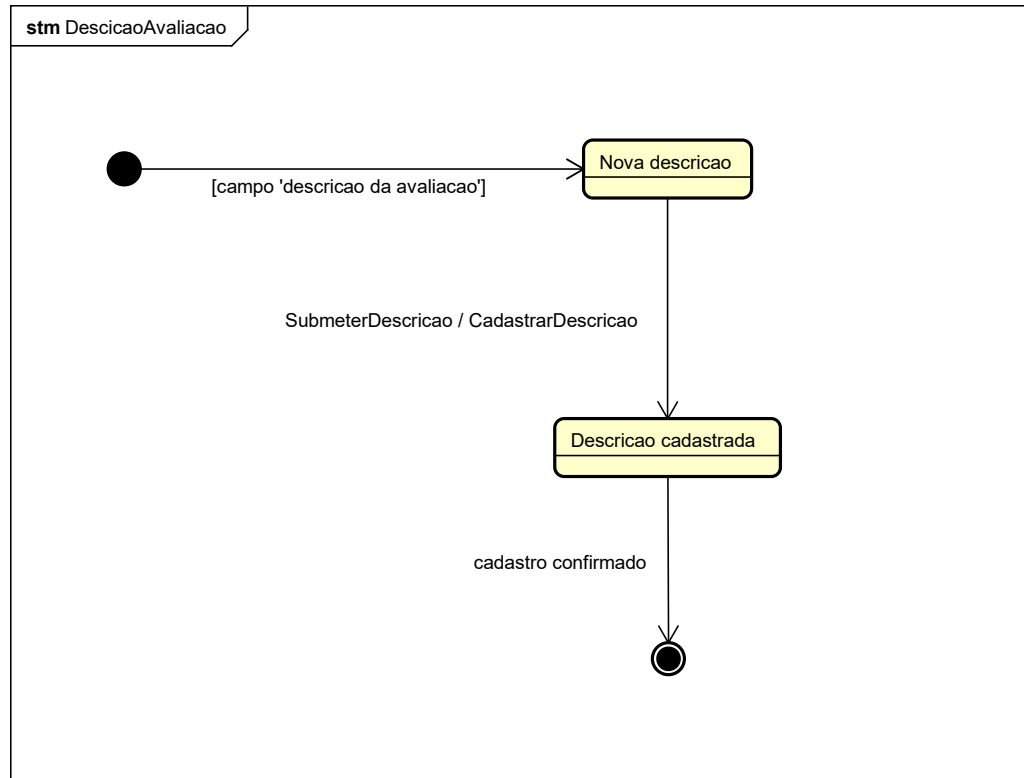 stm DescicaoAvaliacao
Nova descricao
[campo 'descricao da avaliacao']
SubmeterDescricao / CadastrarDescricao
Descricao cadastrada
cadastro confirmado